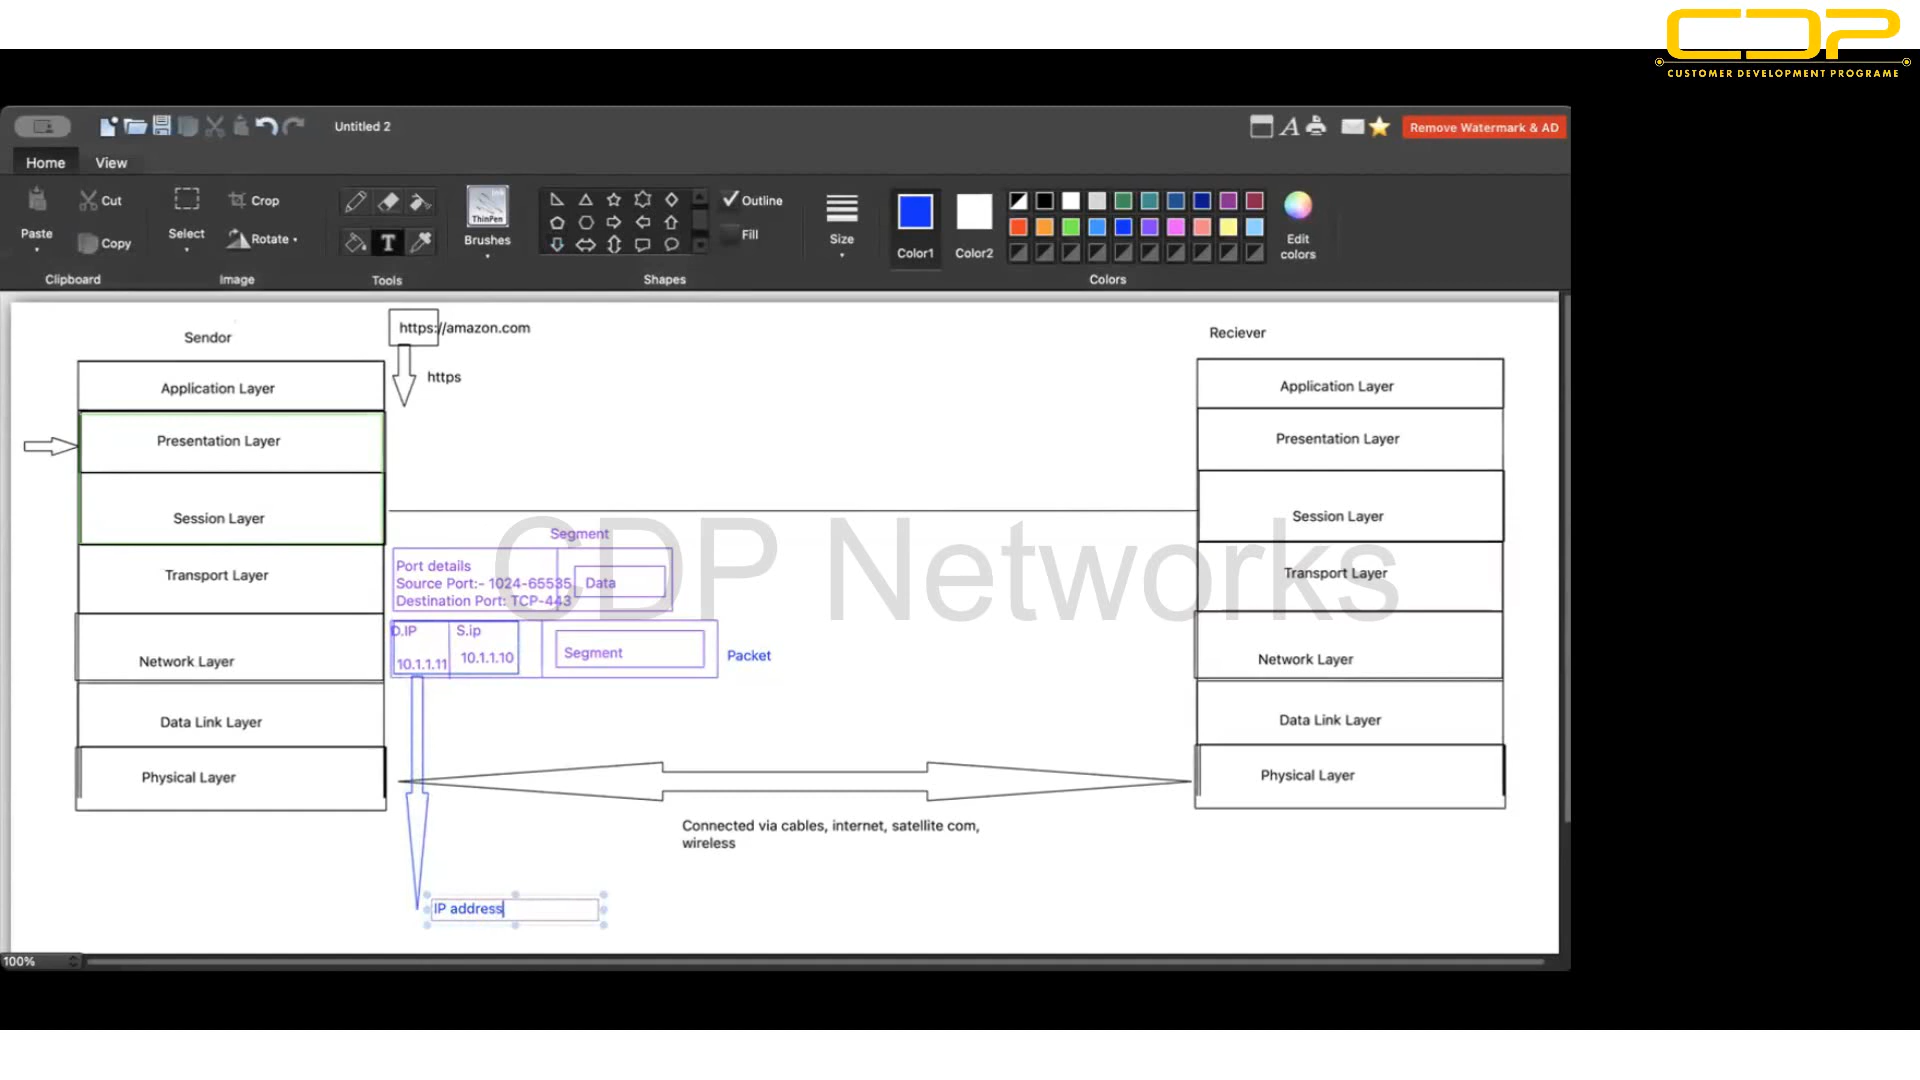 CDP
CUSTOMER DEVELOPMENT PROGRAME
Untitled 2
A
Remove Watermark & AD
Home
View
Paste
Cut
Copy
Clipboard
Select
Crop
Rotate
Image
T
Tools
ThinPen
Brushes
Outline
Fill
Shapes
Size
Color1
Color2
Edit colors
Colors
Sendor
https://amazon.com
https
Reciever
Application Layer
Presentation Layer
Session Layer
Transport Layer
Network Layer
Data Link Layer
Physical Layer
Segment
Port details
Source Port:- 1024-65535
Destination Port: TCP-443
Data
D.IP
S.ip
10.1.1.11
10.1.1.10
Segment
Packet
Connected via cables, internet, satellite com,
wireless
IP address
Application Layer
Presentation Layer
Session Layer
Transport Layer
Network Layer
Data Link Layer
Physical Layer
CDP Networks
100%